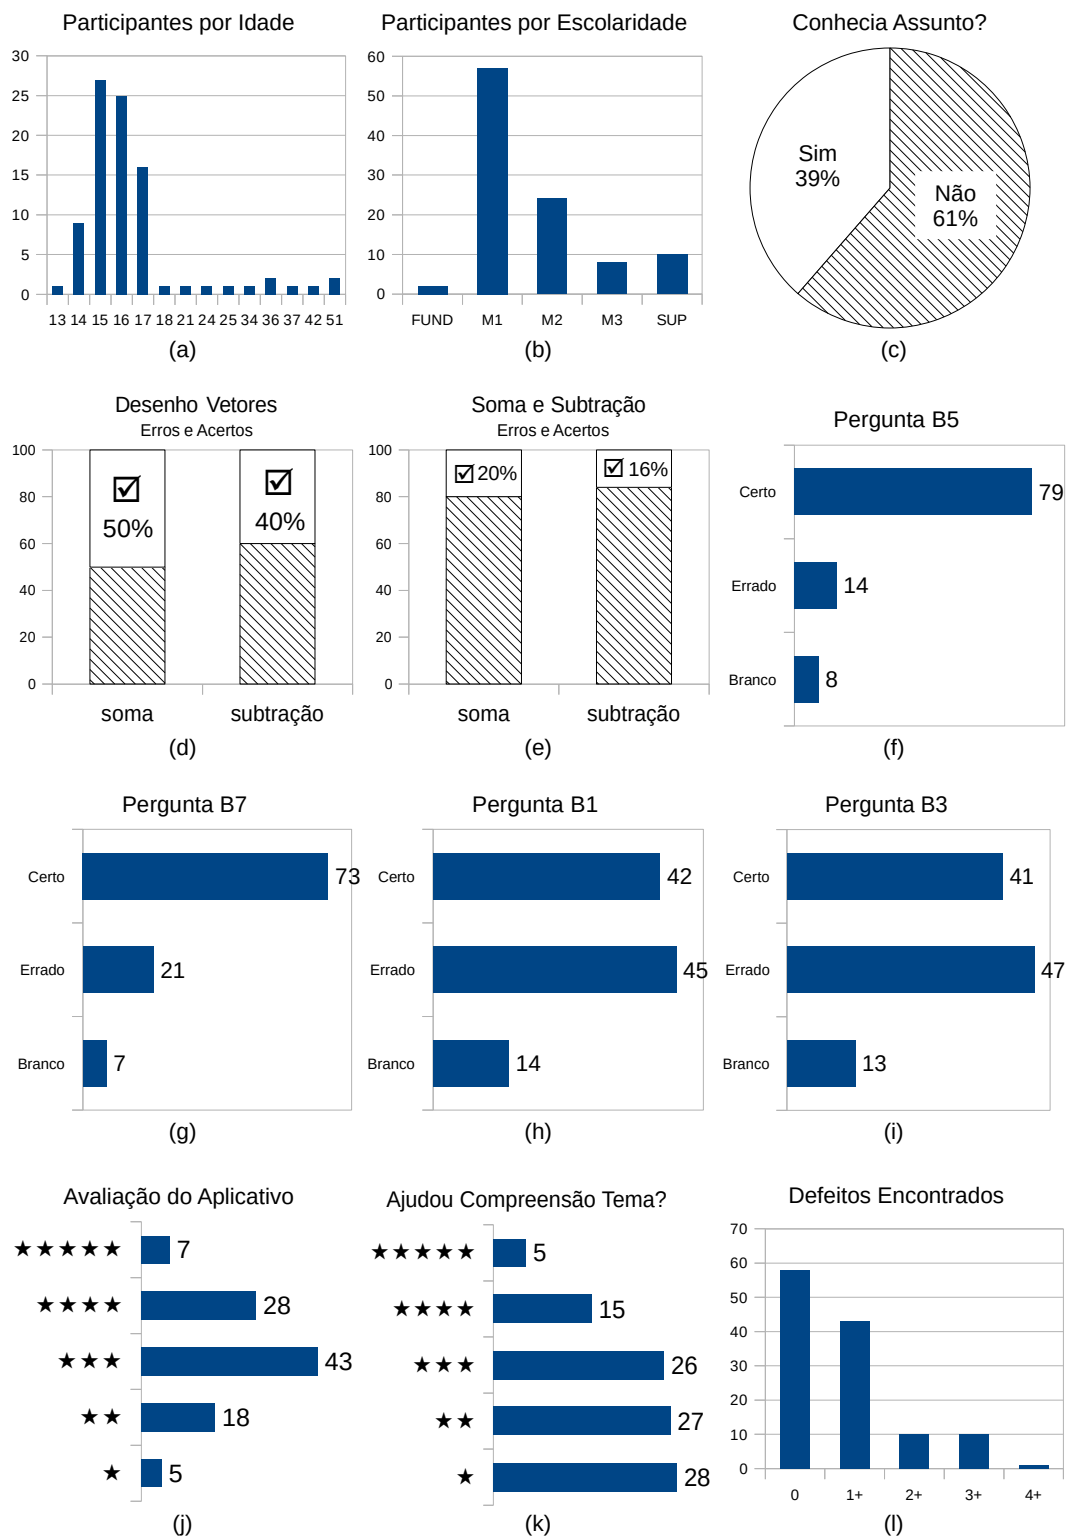 Participantes por Idade
30
25
20
15
10
5
0
13 14 15 16 17 18 21 24 25 34 36 37 42 51
(a)
Participantes por Escolaridade
60
50
40
30
20
10
0
FUND M1 M2 M3 SUP
(b)
Conhecia Assunto?
Sim
39%
Não
61%
(c)
Desenho Vetores
Erros e Acertos
100
80
60
40
20
0
50%
40%
soma subtração
(d)
Soma e Subtração
Erros e Acertos
100
80
60
40
20
0
20%
16%
soma subtração
(e)
Pergunta B5
Certo 79
Errado 14
Branco 8
(f)
Pergunta B7
Certo 73
Errado 21
Branco 7
(g)
Pergunta B1
Certo 42
Errado 45
Branco 14
(h)
Pergunta B3
Certo 41
Errado 47
Branco 13
(i)
Avaliação do Aplicativo
★★★★★ 7
★★★★ 28
★★★ 43
★★ 18
★ 5
(j)
Ajudou Compreensão Tema?
★★★★★ 5
★★★★ 15
★★★ 26
★★ 27
★ 28
(k)
Defeitos Encontrados
70
60
50
40
30
20
10
0
0 1+ 2+ 3+ 4+
(l)